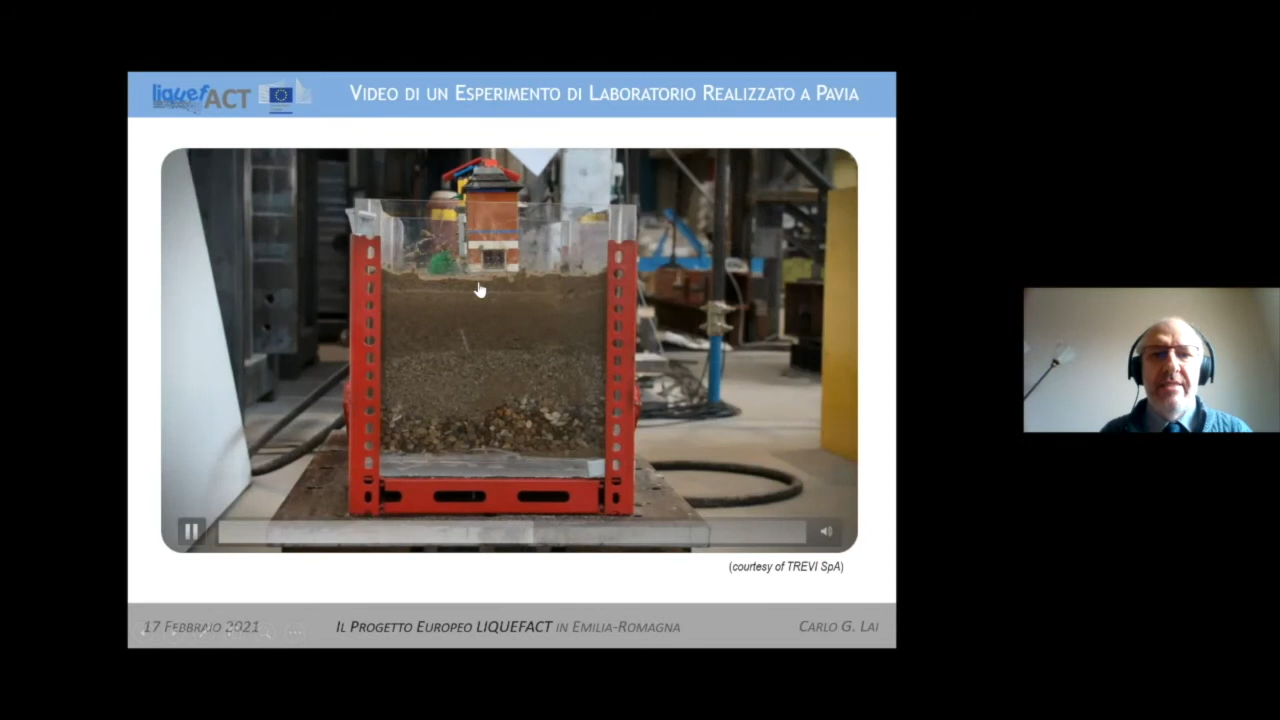 liquefACT
VIDEO DI UN ESPERIMENTO DI LABORATORIO REALIZZATO A PAVIA
(courtesy of TREVI SpA)
17 FEBBRAIO 2021
IL PROGETTO EUROPEO LIQUEFACT IN EMILIA-ROMAGNA
CARLO G. LAI